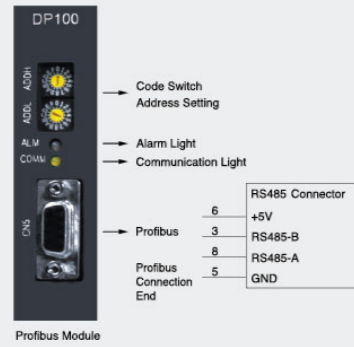 DP100
ADDH
ADDL
Code Switch
Address Setting
ALM
Alarm Light
COMM
Communication Light
CN5
Profibus
Profibus
Connection
End
RS485 Connector
6 +5V
3 RS485-B
8 RS485-A
5 GND
Profibus Module